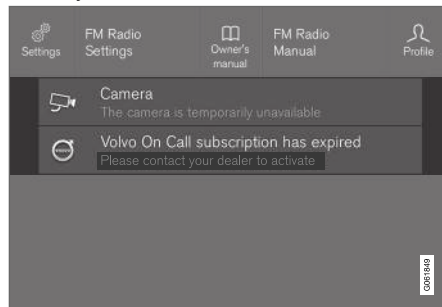 FM Radio
Settings
FM Radio
Manual
Settings
Owner's
manual
Profile
Camera
The camera is temporarily unavailable
Volvo On Call subscription has expired
Please contact your dealer to activate
G061849